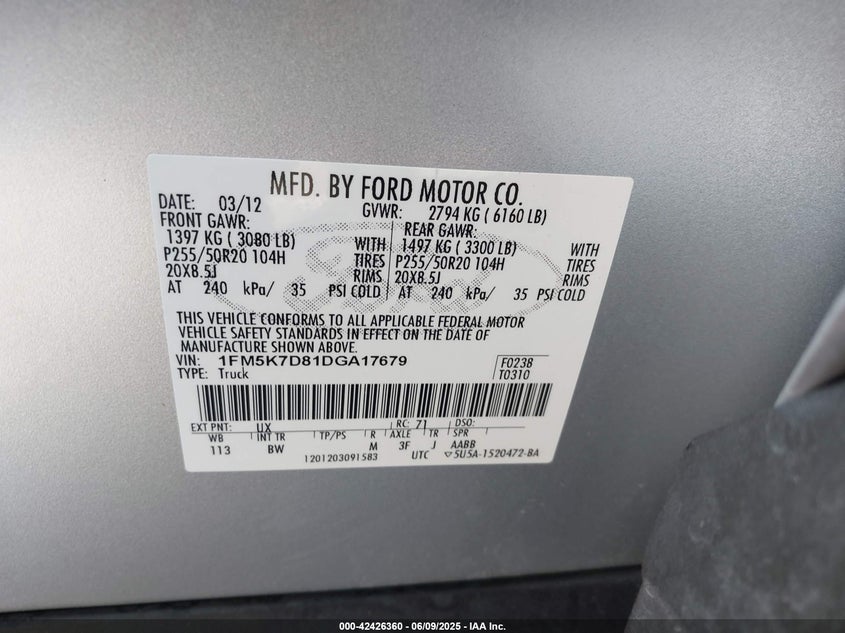 MFD. BY FORD MOTOR CO.
DATE: 03/12 GVWR: 2794 KG ( 6160 LB)
FRONT GAWR: REAR GAWR:
1397 KG ( 3080 LB) WITH 1497 KG ( 3300 LB) WITH
P255/50R20 104H TIRES P255/50R20 104H TIRES
20X8.5J RIMS 20X8.5J RIMS
AT 240 kPa/ 35 PSI COLD AT 240 kPa/ 35 PSI COLD
Ford
THIS VEHICLE CONFORMS TO ALL APPLICABLE FEDERAL MOTOR
VEHICLE SAFETY STANDARDS IN EFFECT ON THE DATE OF
MANUFACTURE SHOWN ABOVE.
VIN: 1FM5K7D81DGA17679 F0238
TYPE: Truck T0310
EXT PNT: UX RC: 71 DSO:
WB INT TR TP/PS R AXLE TR SPR
113 BW M 3F J AABB
1201203091583 UTC ▽5U5A-1520472-BA
000-42426360 / 06/09/2025 - IAA Inc.